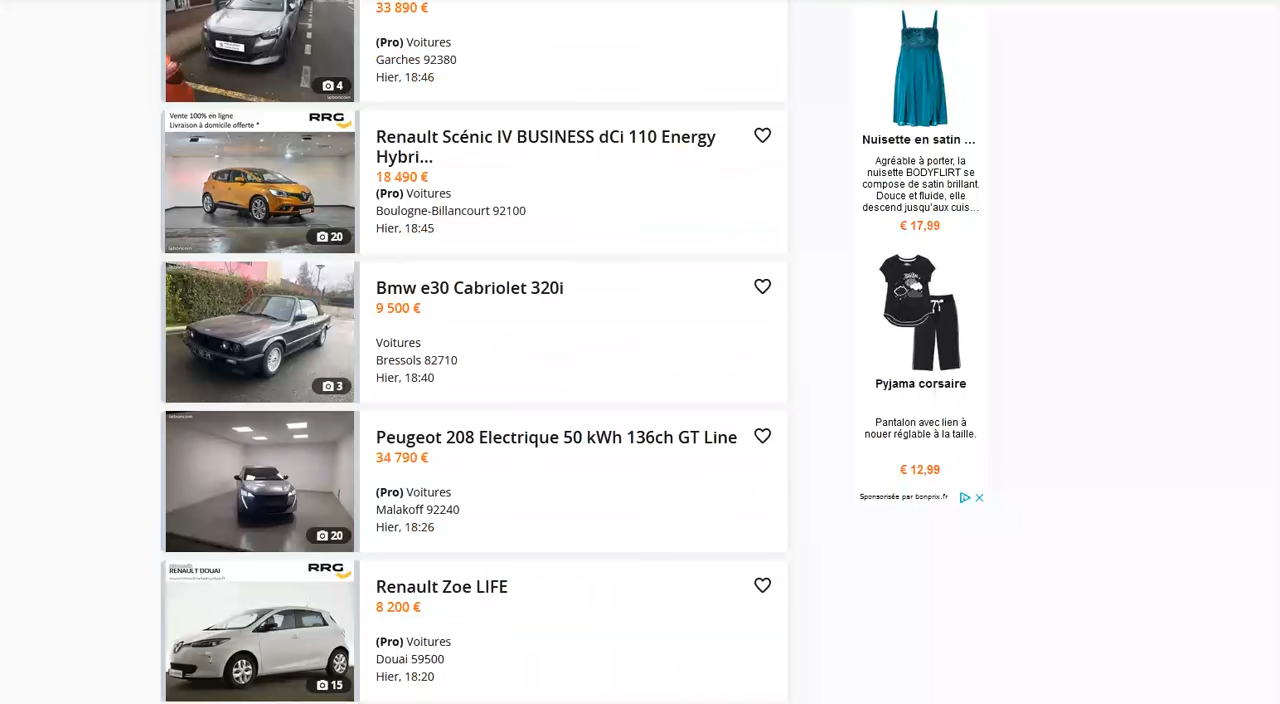 33 890 €
(Pro) Voitures
Garches 92380
Hier, 18:46
4
leboncoin
Vente 100% en ligne
Livraison à domicile offerte *
RRG
Renault Scénic IV BUSINESS dCi 110 Energy
Hybri...
18 490 €
(Pro) Voitures
Boulogne-Billancourt 92100
Hier, 18:45
20
leboncoin
leboncoin
Bmw e30 Cabriolet 320i
9 500 €
Voitures
Bressols 82710
Hier, 18:40
3
leboncoin
Peugeot 208 Electrique 50 kWh 136ch GT Line
34 790 €
(Pro) Voitures
Malakoff 92240
Hier, 18:26
20
RENAULT DOUAI
RRG
Renault Zoe LIFE
8 200 €
(Pro) Voitures
Douai 59500
Hier, 18:20
15
Nuisette en satin ...
Agréable à porter, la
nuisette BODYFLIRT se
compose de satin brillant.
Douce et fluide, elle
descend jusqu'aux cuis...
€ 17,99
Pyjama corsaire
Pantalon avec lien à
nouer réglable à la taille.
€ 12,99
Sponsorisée par bonprix.fr